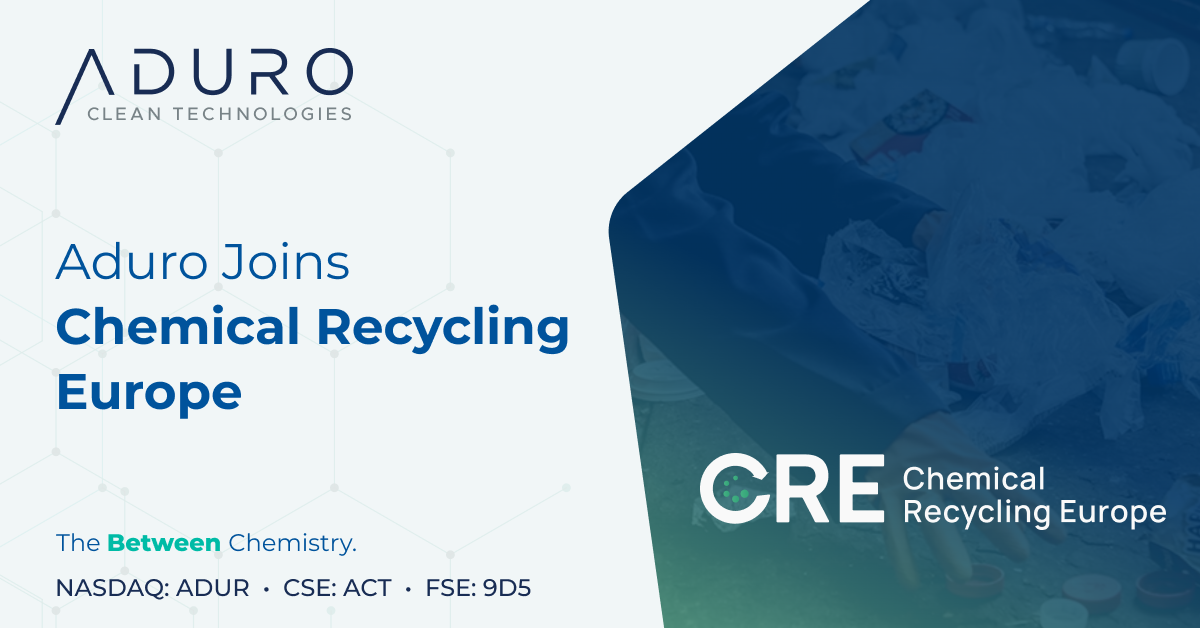 ADURO
CLEAN TECHNOLOGIES
Aduro Joins
Chemical Recycling
Europe
The Between Chemistry.
NASDAQ: ADUR • CSE: ACT • FSE: 9D5
CRE
Chemical
Recycling Europe